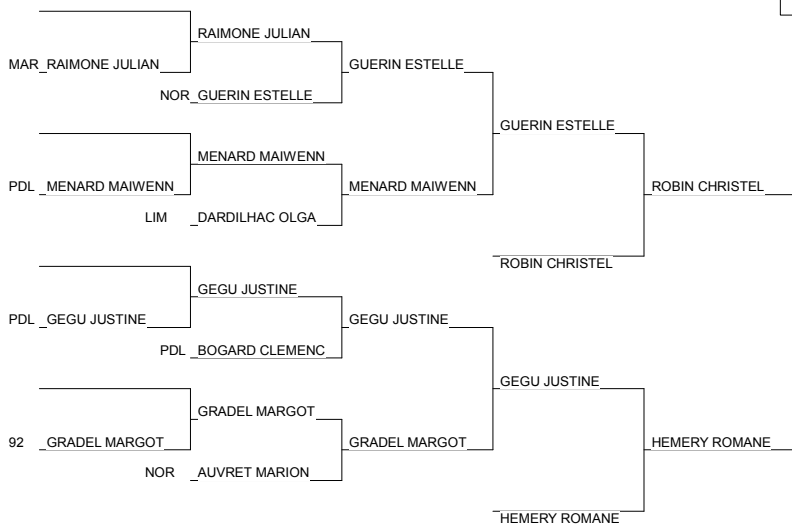 RAIMONE JULIAN
MAR RAIMONE JULIAN
GUERIN ESTELLE
NOR GUERIN ESTELLE
GUERIN ESTELLE
MENARD MAIWENN
PDL MENARD MAIWENN
MENARD MAIWENN
ROBIN CHRISTEL
LIM DARDILHAC OLGA
ROBIN CHRISTEL
GEGU JUSTINE
PDL GEGU JUSTINE
GEGU JUSTINE
PDL BOGARD CLEMENC
GEGU JUSTINE
GRADEL MARGOT
92 GRADEL MARGOT
GRADEL MARGOT
HEMERY ROMANE
NOR AUVRET MARION
HEMERY ROMANE